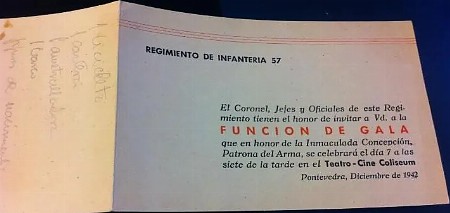 REGIMIENTO DE INFANTERIA 57
El Coronel, Jefes y Oficiales de este Regi-
miento tienen el honor de invitar a Vd. a la
FUNCION DE GALA
que en honor de la Inmaculada Concepción,
Patrona del Arma, se celebrará el día 7 a las
siete de la tarde en el Teatro-Cine Coliseum
Pontevedra, Diciembre de 1942